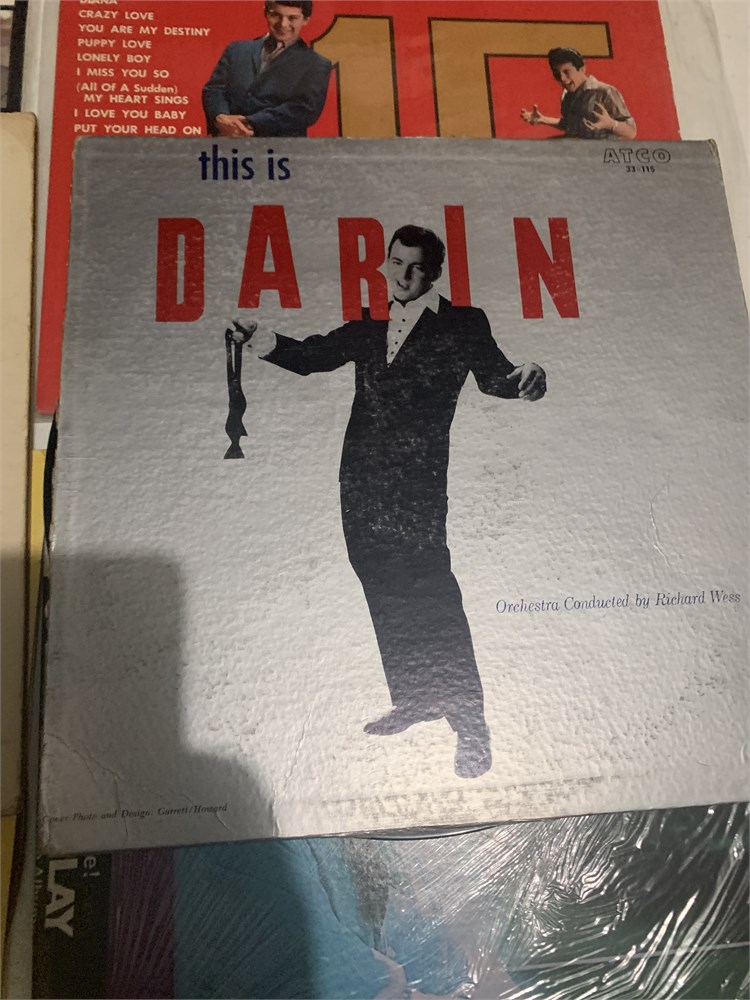 DIANA
CRAZY LOVE
YOU ARE MY DESTINY
PUPPY LOVE
LONELY BOY
I MISS YOU SO
(All Of A Sudden)
MY HEART SINGS
I LOVE YOU BABY
PUT YOUR HEAD ON
15
this is
ATCO
33-115
DARIN
Orchestra Conducted by Richard Wess
Cover Photo and Design: Garrett/Howard
e!
LAY